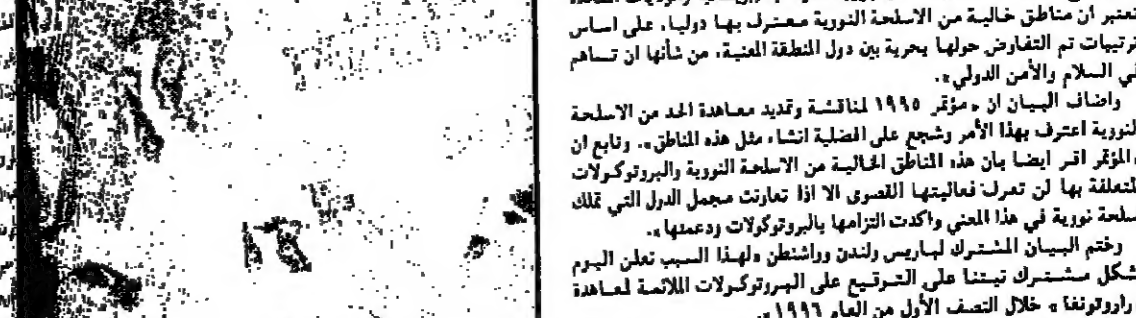 تعتبر ان مناطق خالية من الاسلحة النووية معترف بها دوليا، على اساس
ترتيبات تم التفاوض حولها بحرية بين دول المنطقة المعنية، من شأنها ان تساهم
في السلام والأمن الدولي».
واضاف البيان ان «مؤتمر ١٩٩٥ لمناقشة وتمديد معاهدة الحد من الاسلحة
النووية اعترف بهذا الأمر وشجع على افضلية انشاء مثل هذه المناطق». وتابع ان
«المؤتمر اقر ايضا بان هذه المناطق الخالية من الاسلحة النووية والبروتوكولات
المتعلقة بها لن تعرف فعاليتها القصوى الا اذا تعاونت مجمل الدول التي تملك
اسلحة نووية في هذا المعنى واكدت التزامها بالبروتوكولات ودعمتها».
وختم البيان المشترك لباريس ولندن وواشنطن «لهذا السبب نعلن اليوم
بشكل مشترك نيتنا على التوقيع على البروتوكولات الملائمة لمعاهدة
راروتونغا» خلال النصف الأول من العام ١٩٩٦».